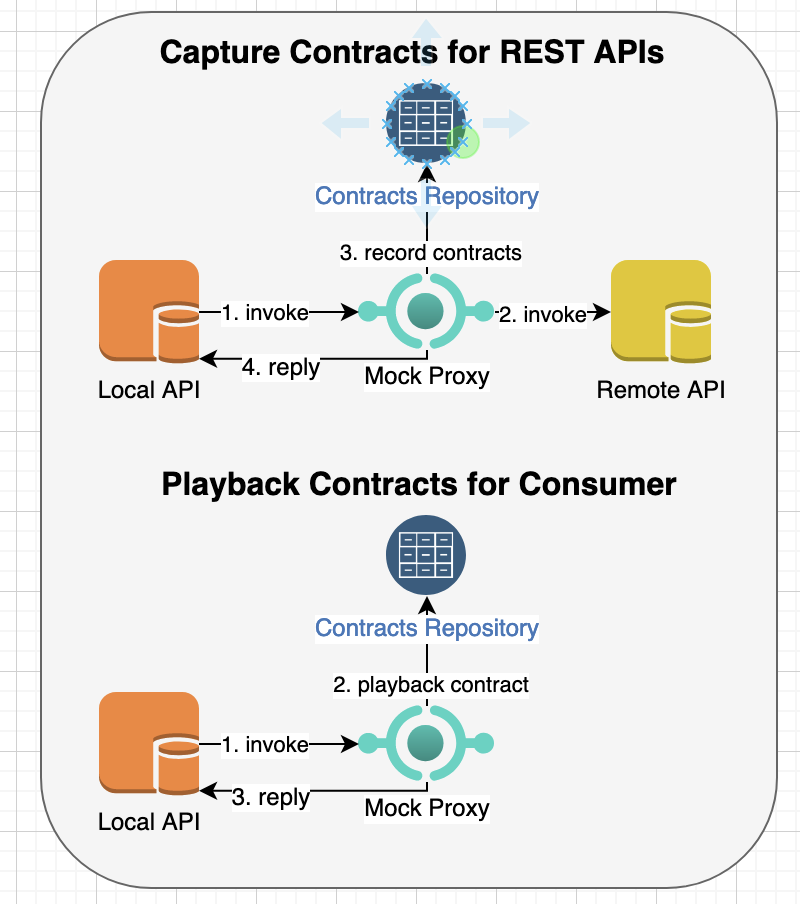 Capture Contracts for REST APIs
Contracts Repository
3. record contracts
1. invoke
2. invoke
4. reply
Mock Proxy
Local API
Remote API
Playback Contracts for Consumer
Contracts Repository
2. playback contract
1. invoke
3. reply
Mock Proxy
Local API